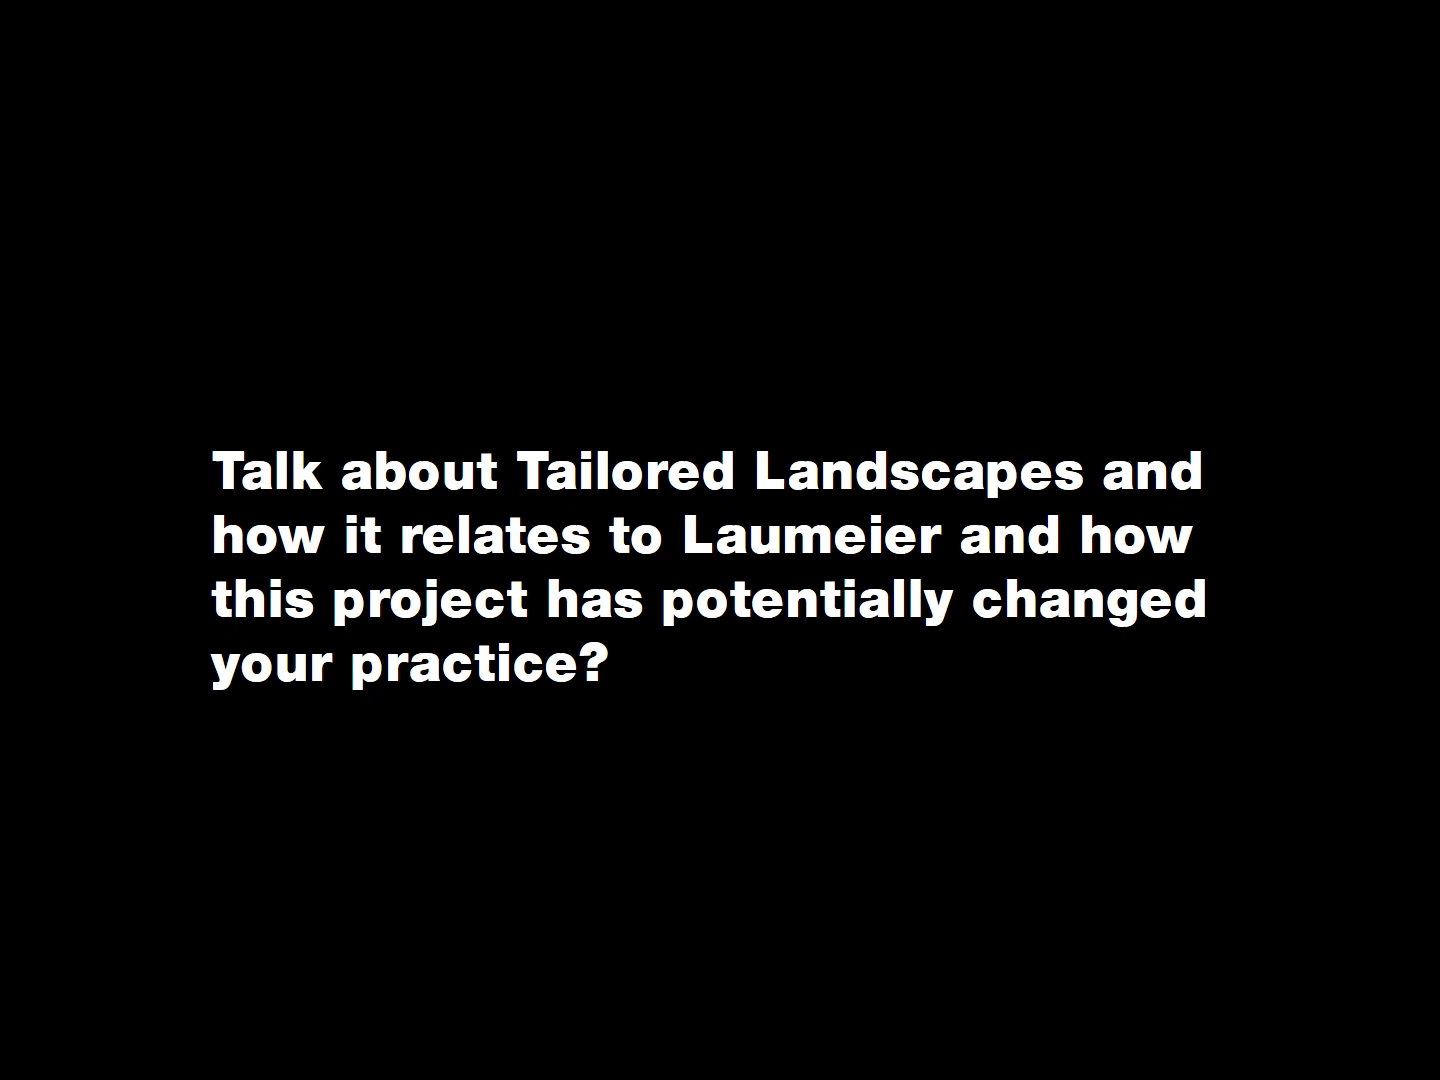 Talk about Tailored Landscapes and
how it relates to Laumeier and how
this project has potentially changed
your practice?